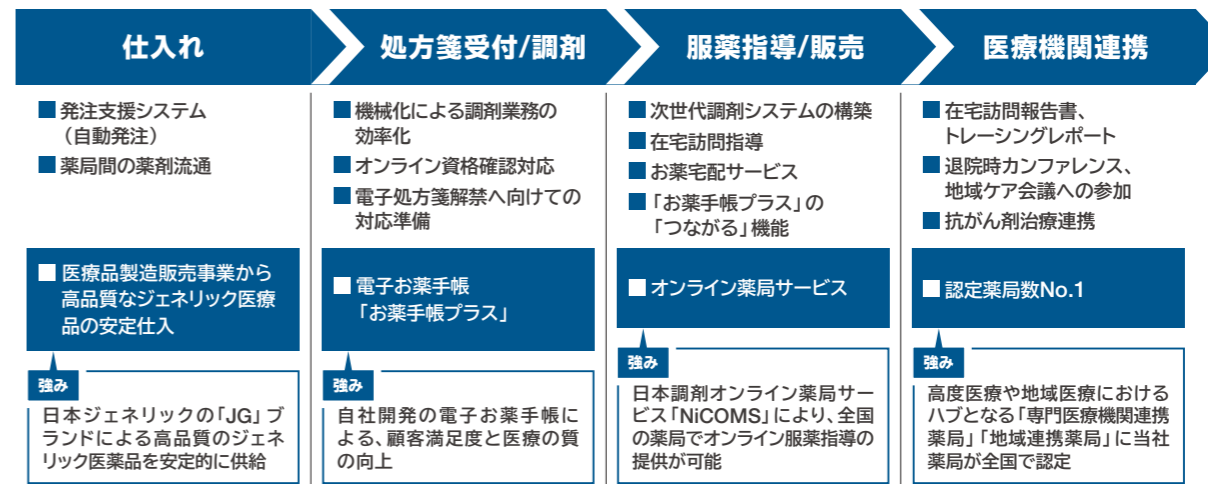 仕入れ
処方箋受付/調剤
服薬指導/販売
医療機関連携
■発注支援システム
（自動発注）
■薬局間の薬剤流通
■医療品製造販売事業から
高品質なジェネリック医療
品の安定仕入
強み
日本ジェネリックの「JG」ブ
ランドによる高品質のジェネ
リック医薬品を安定的に供給
■機械化による調剤業務の
効率化
■オンライン資格確認対応
■電子処方箋解禁へ向けての
対応準備
■電子お薬手帳
「お薬手帳プラス」
強み
自社開発の電子お薬手帳に
よる、顧客満足度と医療の質
の向上
■次世代調剤システムの構築
■在宅訪問指導
■お薬宅配サービス
■「お薬手帳プラス」の
「つながる」機能
■オンライン薬局サービス
強み
日本調剤オンライン薬局サー
ビス「NiCOMS」により、全国
の薬局でオンライン服薬指導の
提供が可能
■在宅訪問報告書、
トレーシングレポート
■退院時カンファレンス、
地域ケア会議への参加
■抗がん剤治療連携
■認定薬局数No.1
強み
高度医療や地域医療における
ハブとなる「専門医療機関連携
薬局」「地域連携薬局」に当社
薬局が全国で認定